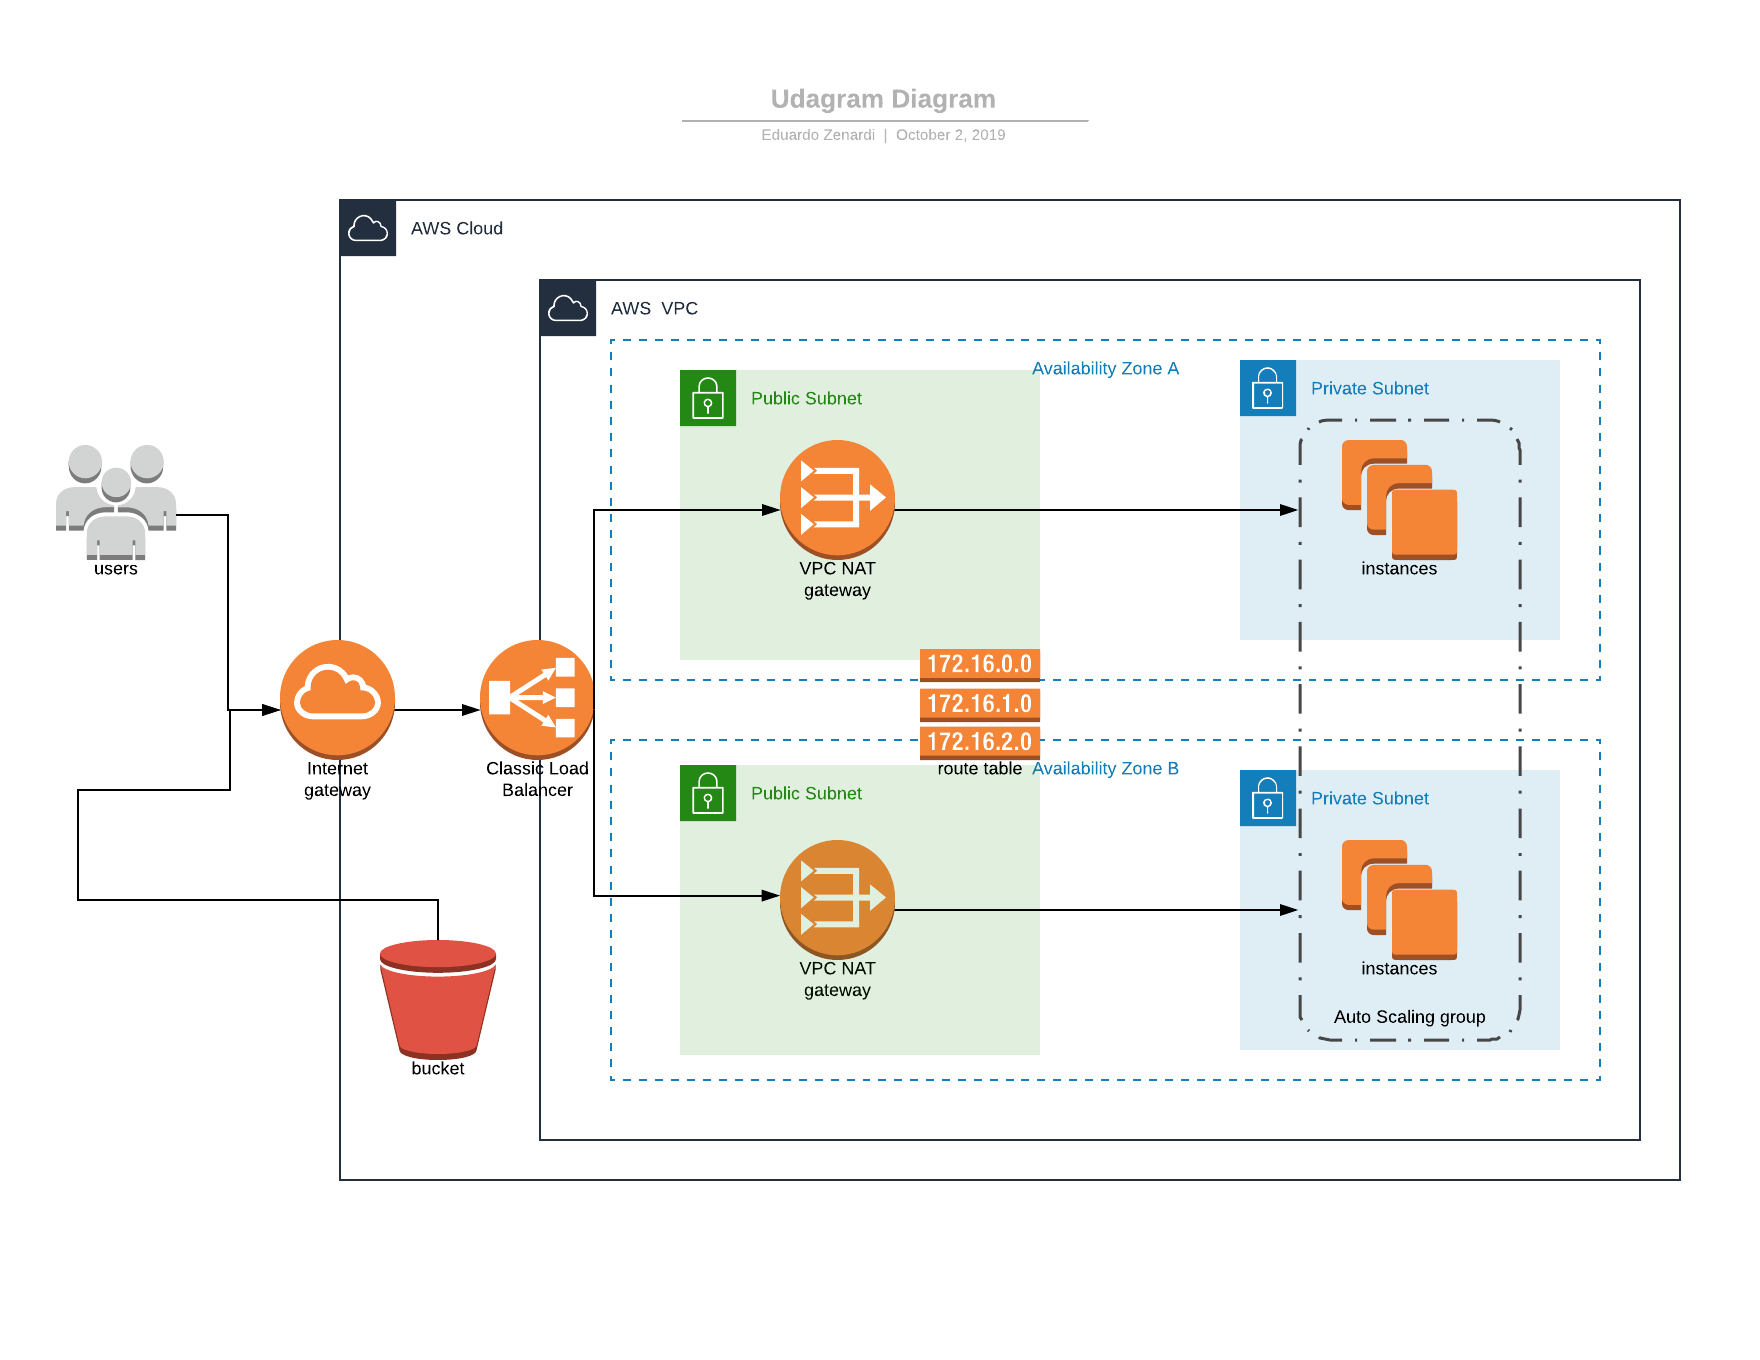 Udagram Diagram
Eduardo Zenardi | October 2, 2019
AWS Cloud
AWS VPC
Availability Zone A
Public Subnet
Private Subnet
VPC NAT
gateway
instances
users
172.16.0.0
172.16.1.0
172.16.2.0
route table
Internet
gateway
Classic Load
Balancer
Availability Zone B
Public Subnet
Private Subnet
VPC NAT
gateway
instances
Auto Scaling group
bucket